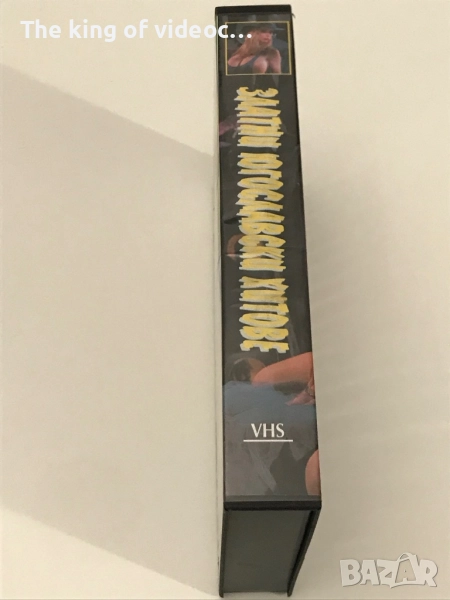 The king of videoc...
ЗЛАТНИ ЮГОСЛАВСКИ ХИТОВЕ
VHS
BAZAR